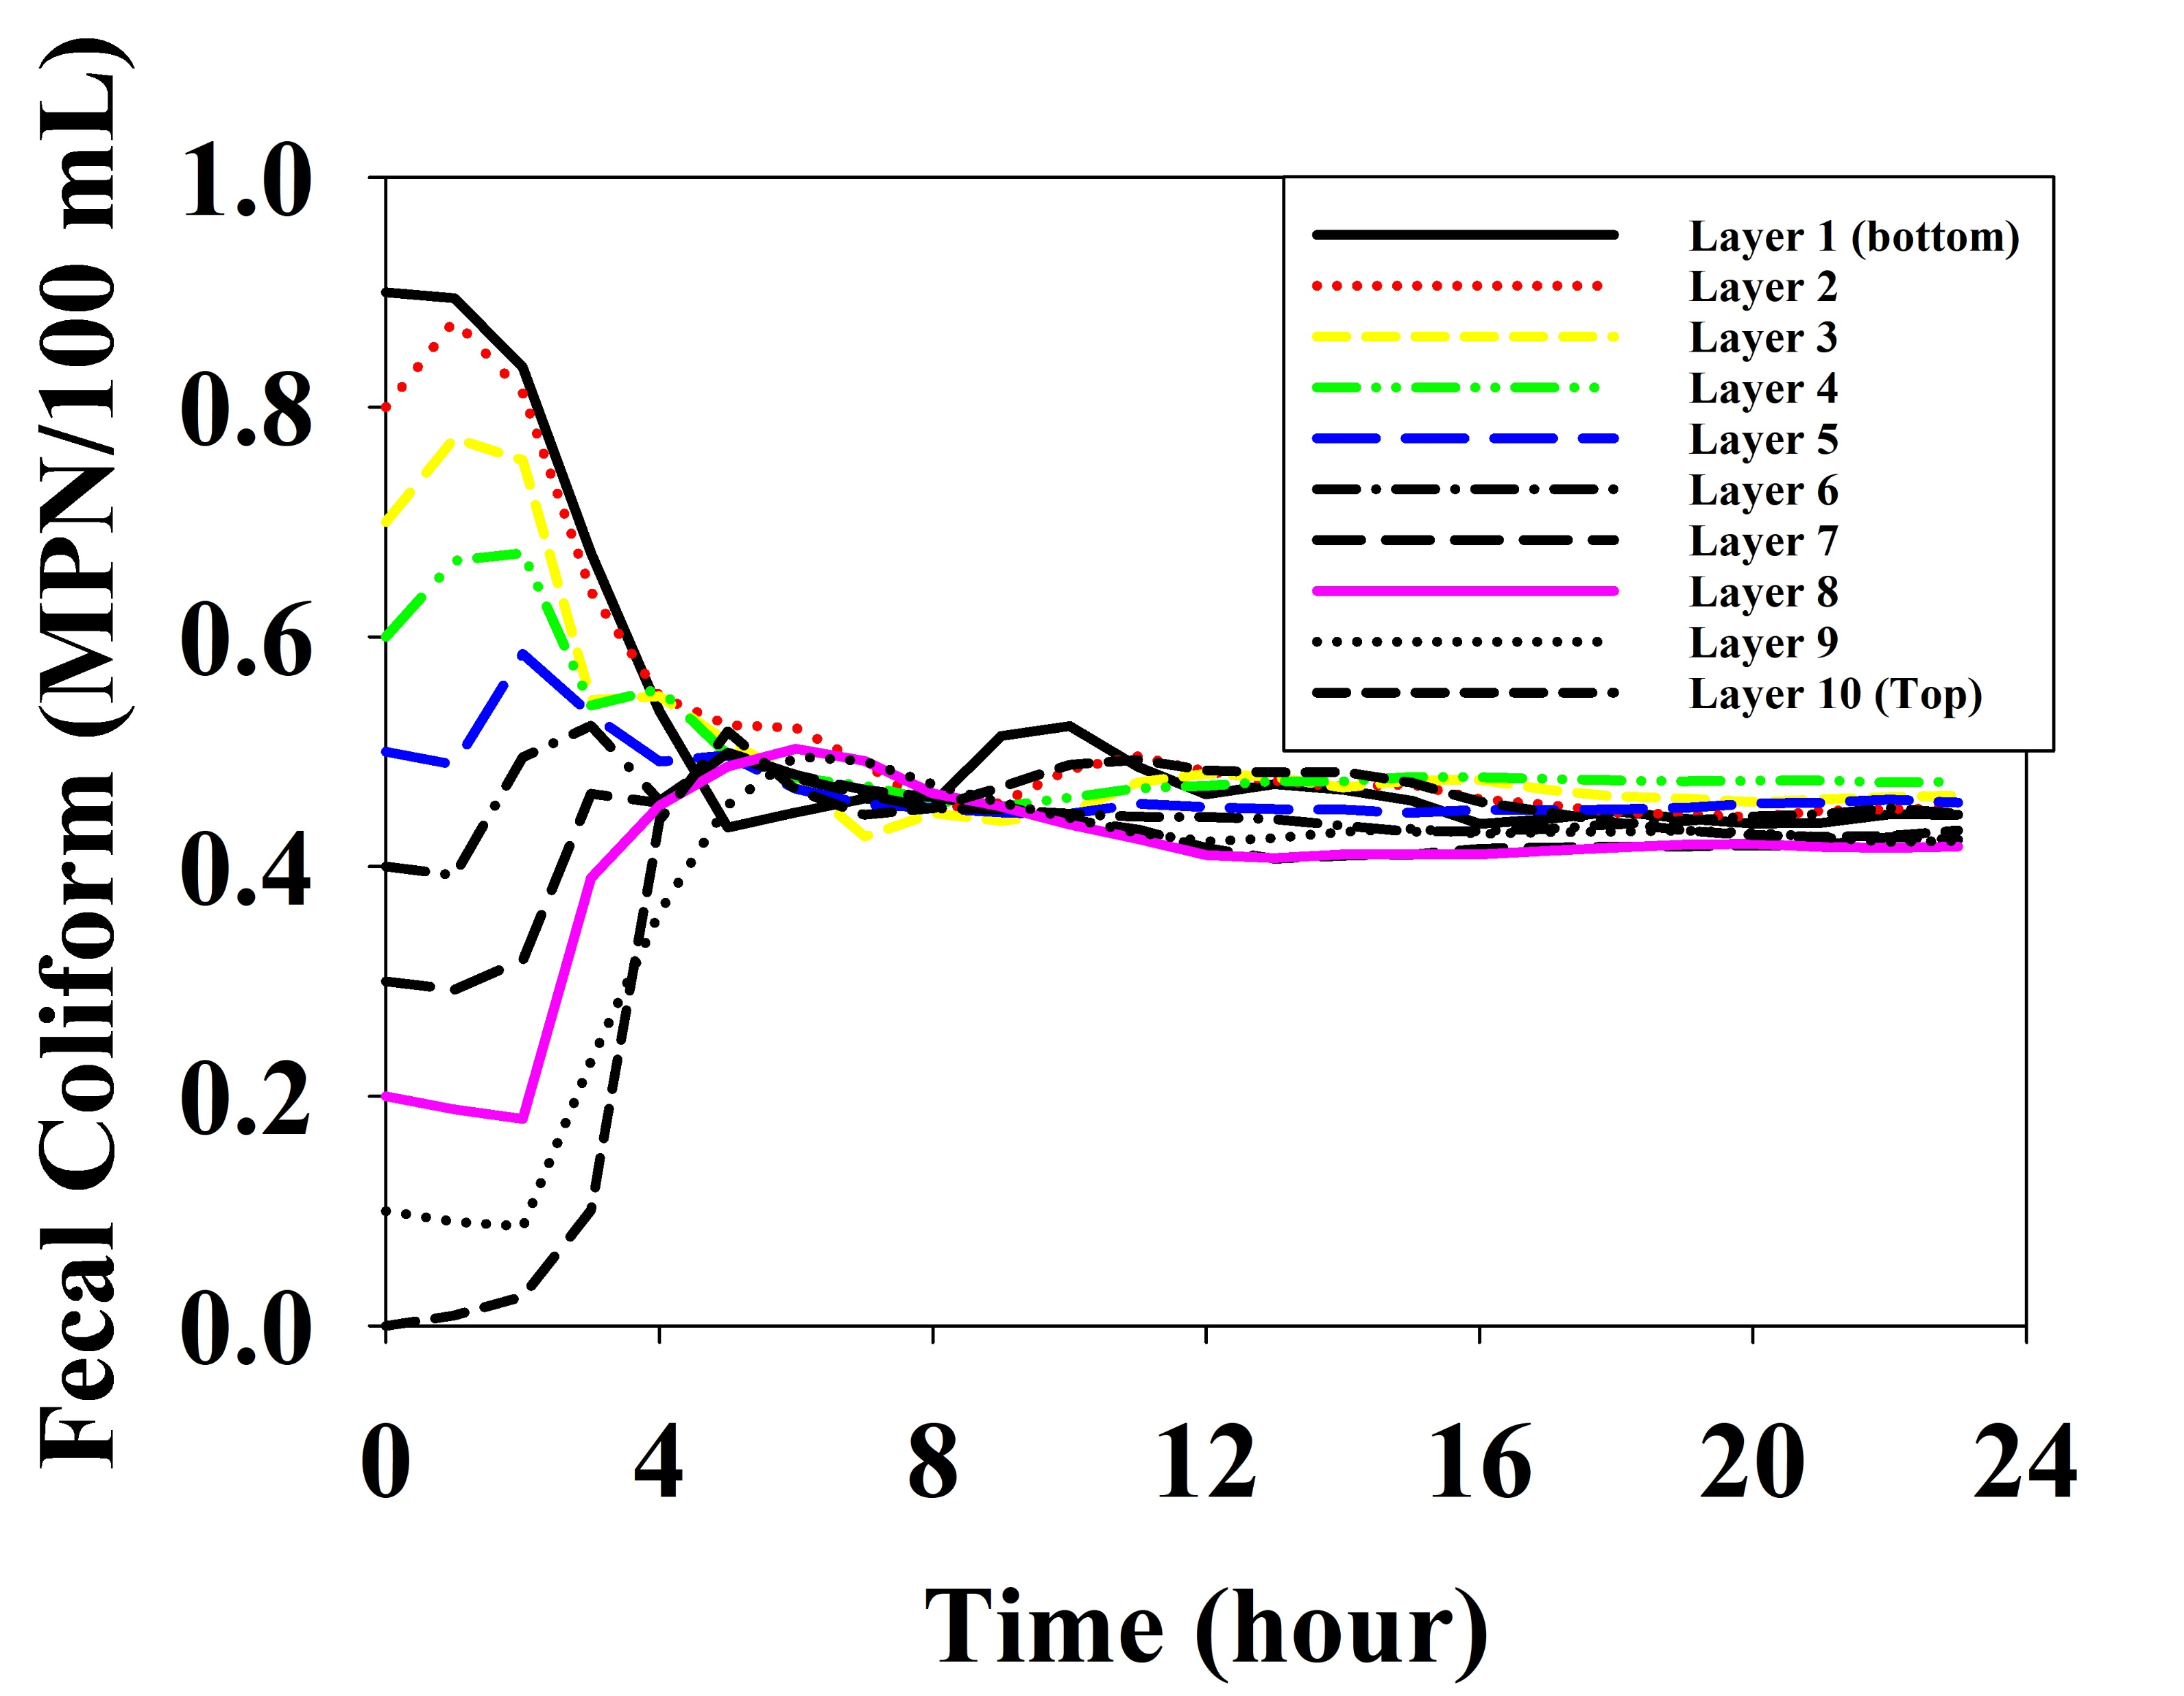 Fecal Coliform (MPN/100 mL)
1.0
0.8
0.6
0.4
0.2
0.0
Layer 1 (bottom)
Layer 2
Layer 3
Layer 4
Layer 5
Layer 6
Layer 7
Layer 8
Layer 9
Layer 10 (Top)
0 4 8 12 16 20 24
Time (hour)